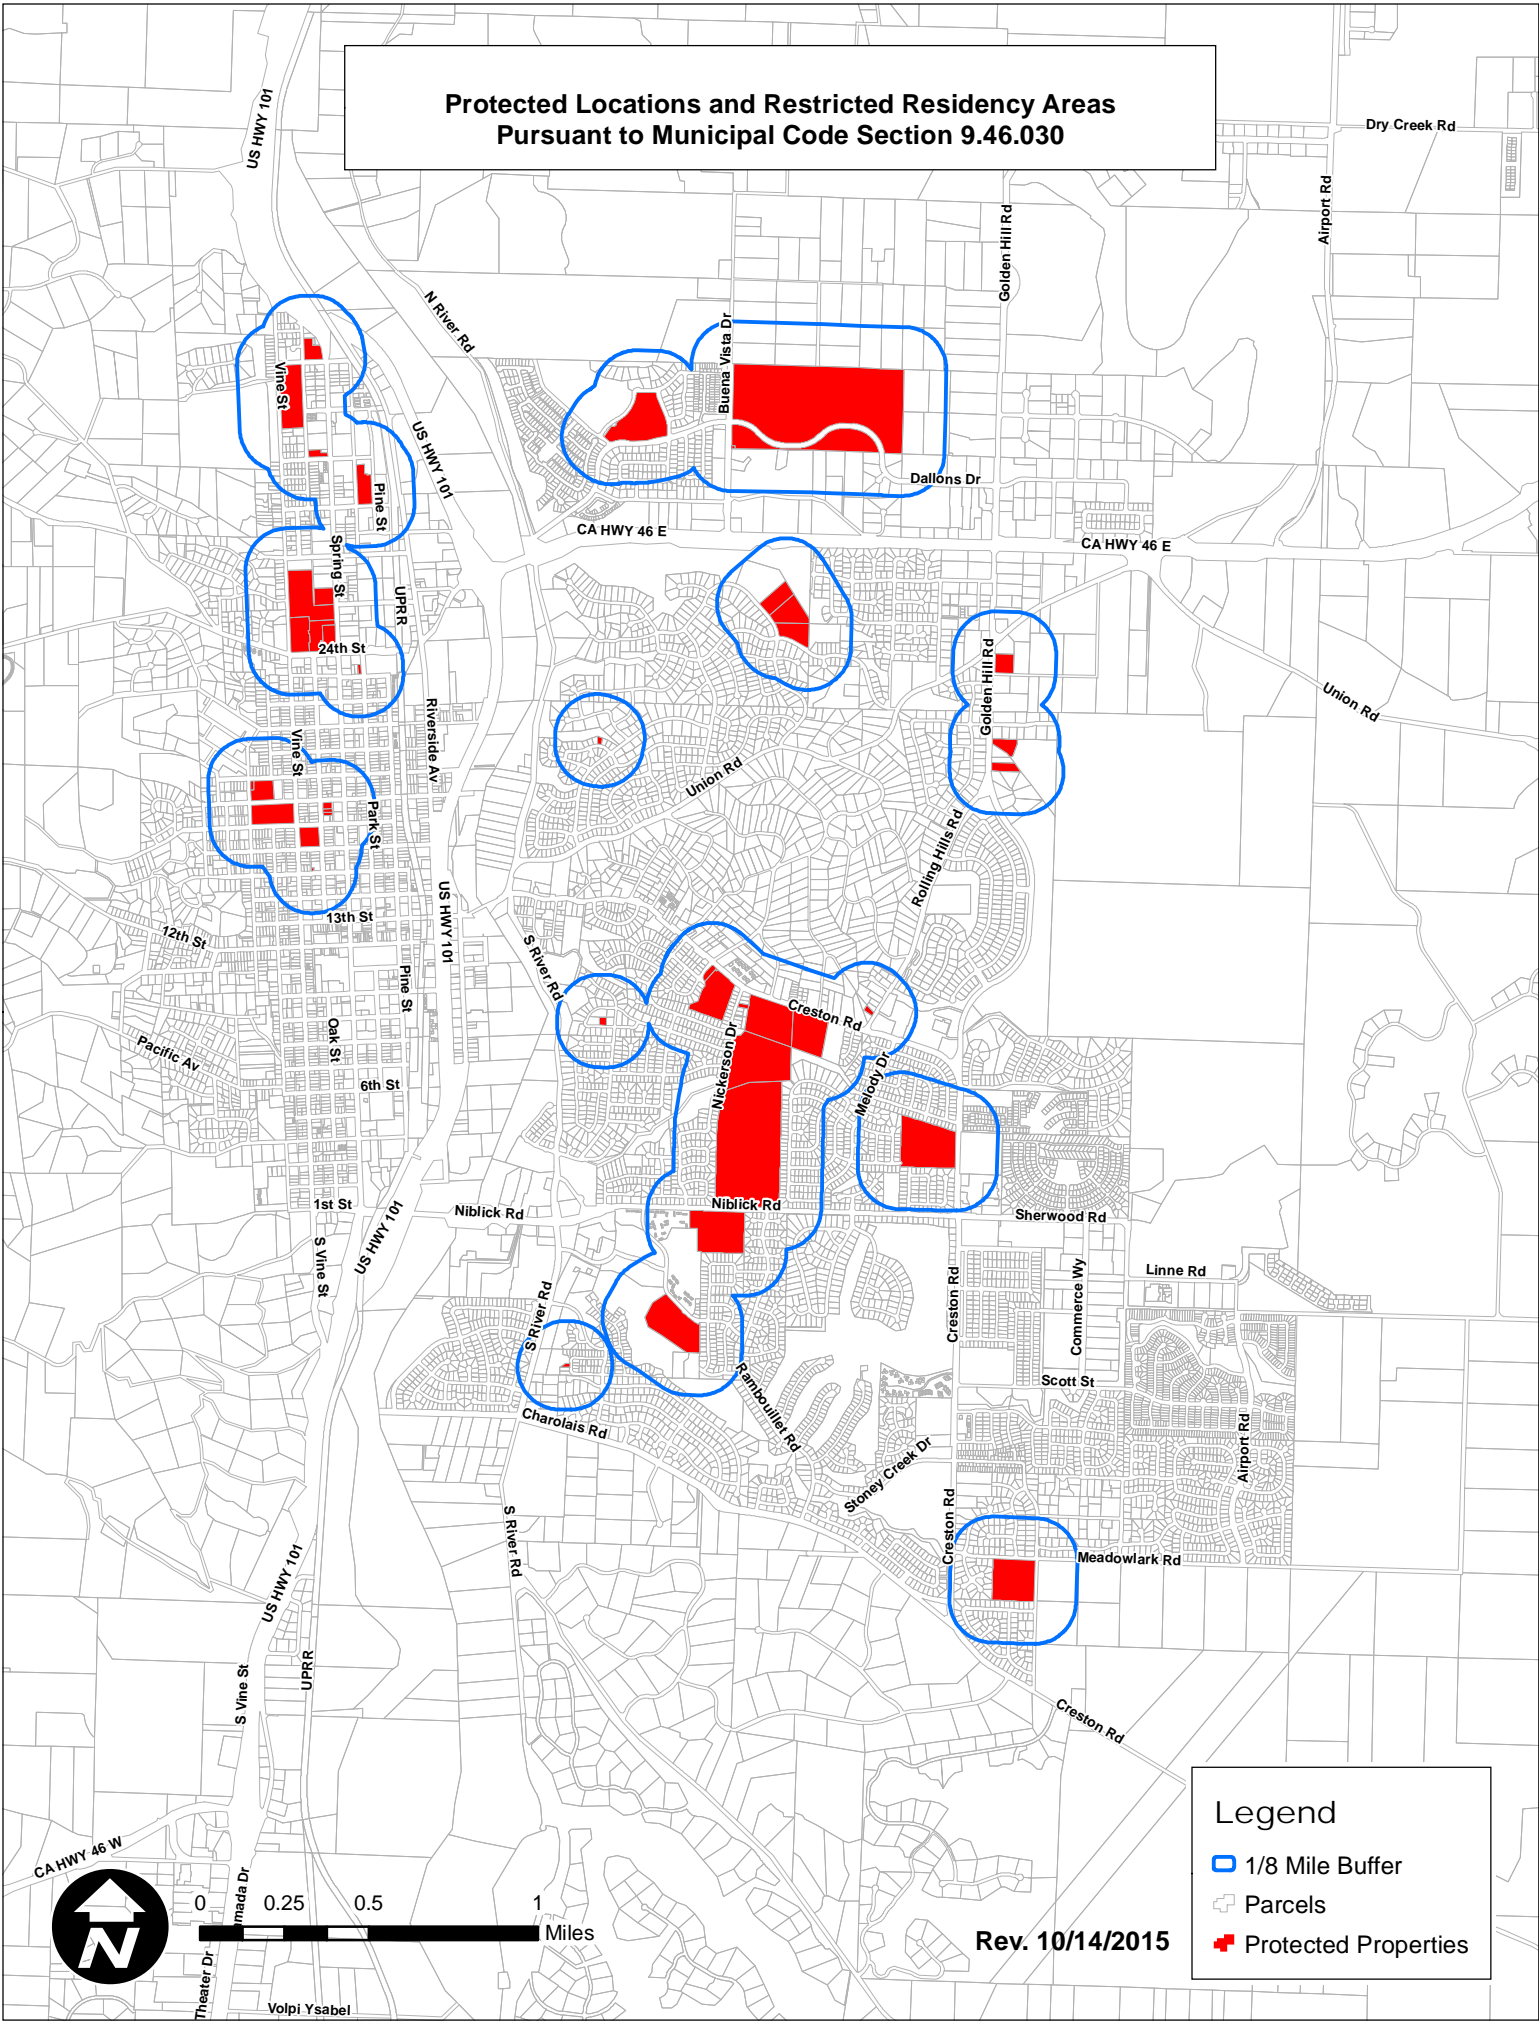 Protected Locations and Restricted Residency Areas
Pursuant to Municipal Code Section 9.46.030
US HWY 101
Dry Creek Rd
Airport Rd
Golden Hill Rd
N River Rd
Buena Vista Dr
Vine St
US HWY 101
Pine St
Dallons Dr
CA HWY 46 E
CA HWY 46 E
Spring St
UPRR
24th St
Golden Hill Rd
Union Rd
Riverside Av
Vine St
Union Rd
Park St
Rolling Hills Rd
US HWY 101
13th St
12th St
S River Rd
Pine St
Creston Rd
Oak St
Pacific Av
Nickerson Dr
Melody Dr
6th St
1st St
Niblick Rd
Niblick Rd
Sherwood Rd
US HWY 101
S Vine St
Linne Rd
S River Rd
Creston Rd
Commerce Wy
Scott St
Rambouillet Rd
Charolais Rd
Airport Rd
Stoney Creek Dr
S River Rd
Creston Rd
Meadowlark Rd
US HWY 101
UPRR
S Vine St
Creston Rd
CA HWY 46 W
mada Dr
Theater Dr
Volpi Ysabel
N
0 0.25 0.5 1
Miles
Rev. 10/14/2015
Legend
1/8 Mile Buffer
Parcels
Protected Properties